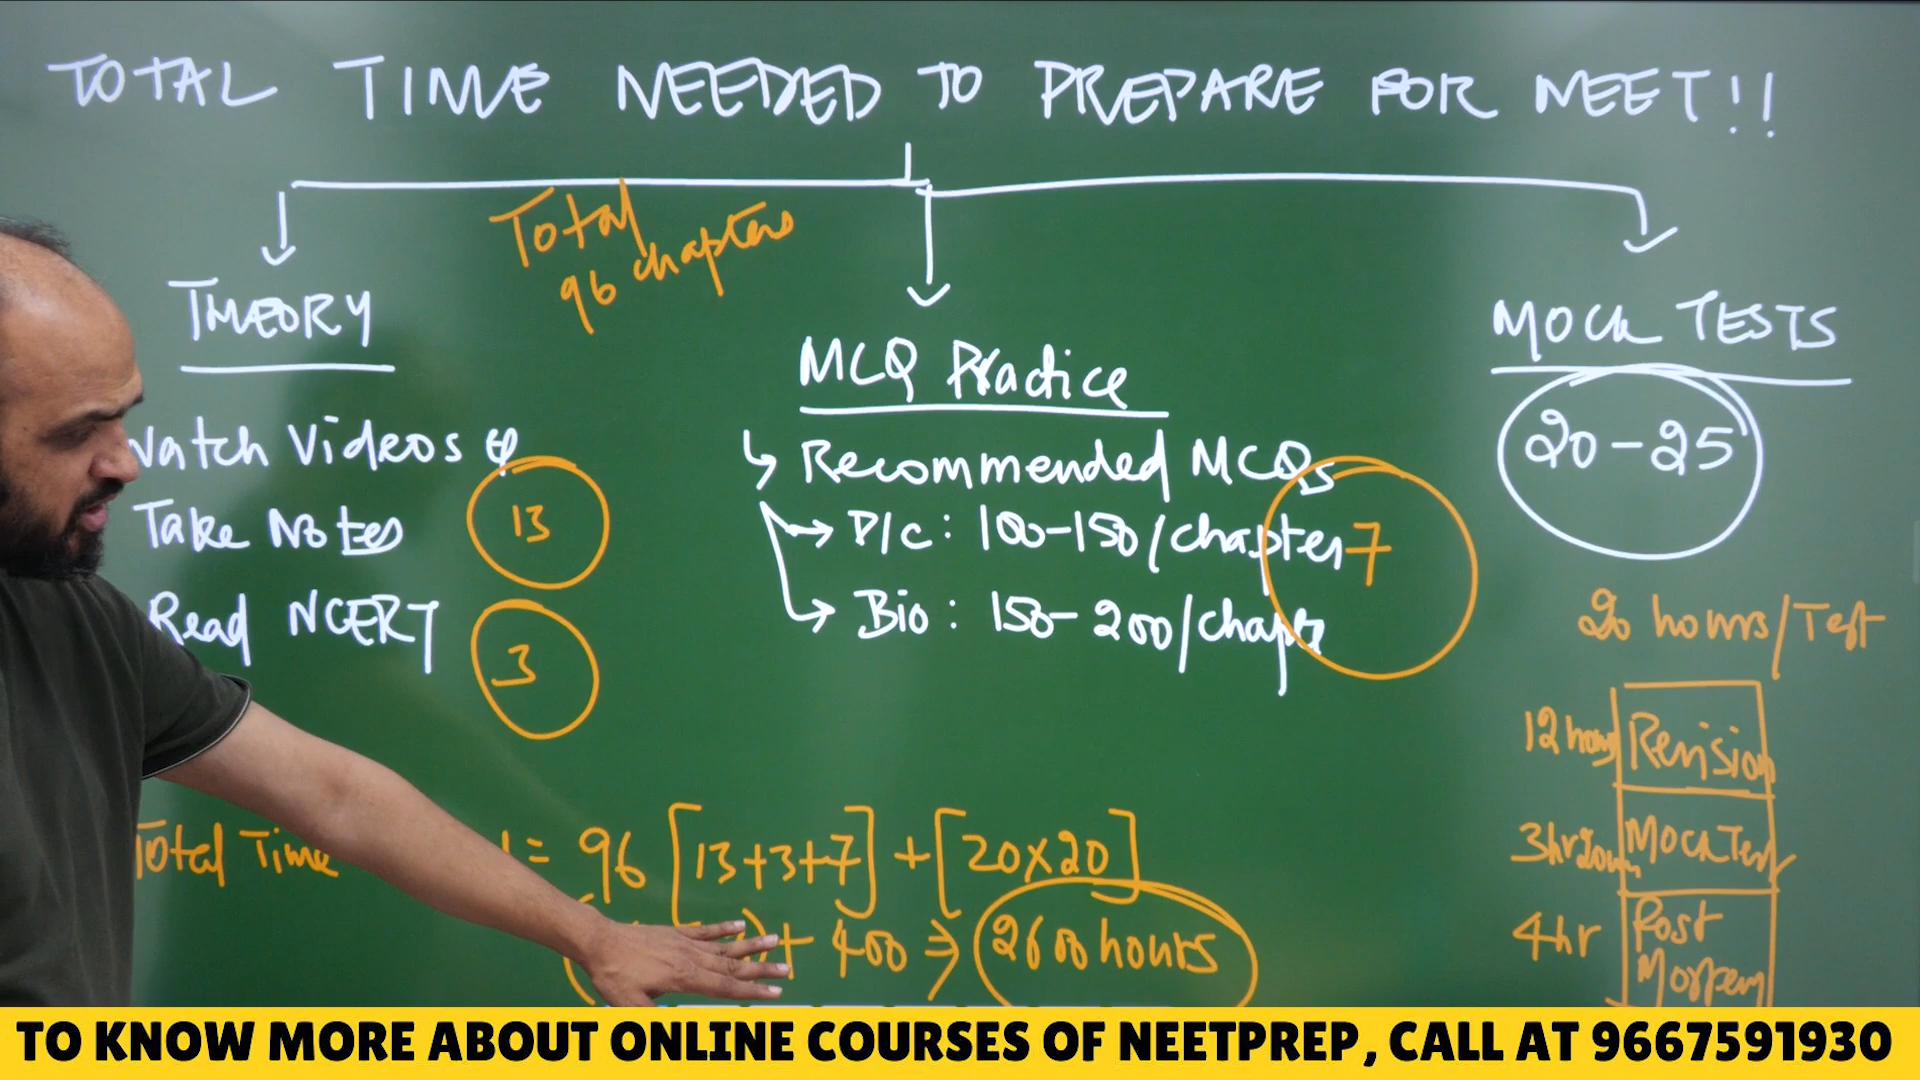 TOTAL TIME NEEDED TO PREPARE FOR NEET!!
Total
96 chapters
THEORY
Watch Videos &
Take Notes
13
Read NCERT
3
MCQ Practice
↳ Recommended MCQs
→ P/C: 100-150/chapter
→ Bio: 150-200/chapter
7
MOCK TESTS
20-25
20 hours/Test
12 hours Revision
3hr20min Mock Test
4hr Post
Mortem
Total Time = 96 [13+3+7] + [20x20]
+ 400 ⇒ 2600 hours
TO KNOW MORE ABOUT ONLINE COURSES OF NEETPREP, CALL AT 9667591930